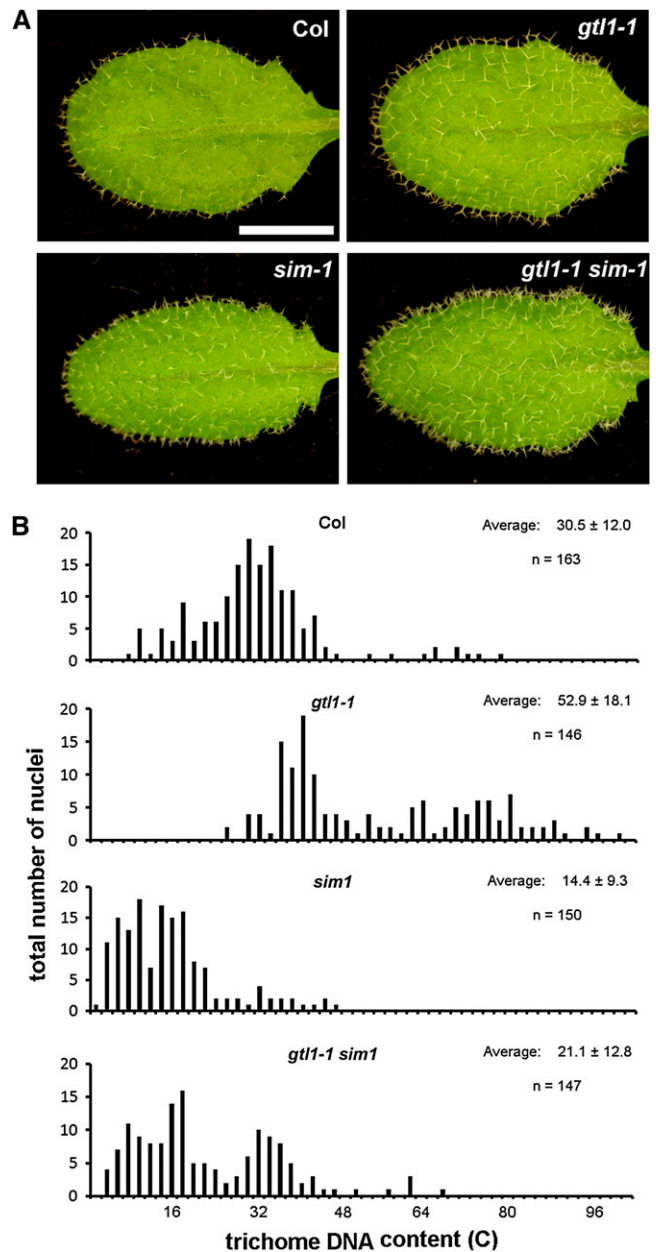 A
Col
gtl1-1
sim-1
gtl1-1 sim-1
B
total number of nuclei
Col
Average: 30.5 ± 12.0
n = 163
20
15
10
5
0
gtl1-1
Average: 52.9 ± 18.1
n = 146
20
15
10
5
0
sim1
Average: 14.4 ± 9.3
n = 150
20
15
10
5
0
gtl1-1 sim1
Average: 21.1 ± 12.8
n = 147
20
15
10
5
0
16 32 48 64 80 96
trichome DNA content (C)